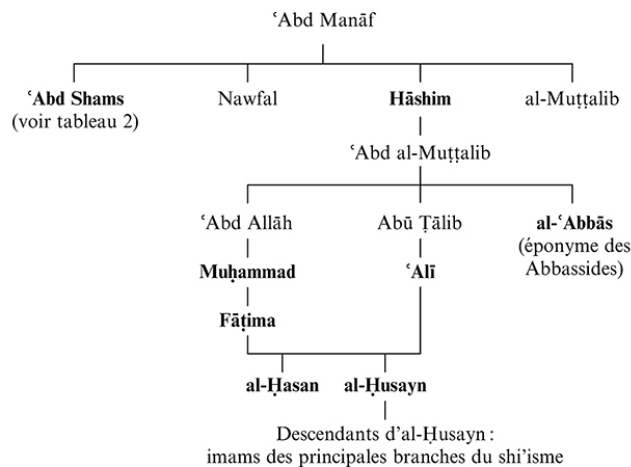 ʿAbd Manāf
ʿAbd Shams Nawfal Hāshim al-Muṭṭalib
(voir tableau 2)
ʿAbd al-Muṭṭalib
ʿAbd Allāh Abū Ṭālib al-ʿAbbās
(éponyme des
Abbassides)
Muḥammad ʿAlī
Fāṭima
al-Ḥasan al-Ḥusayn
Descendants d'al-Ḥusayn :
imams des principales branches du shi'isme